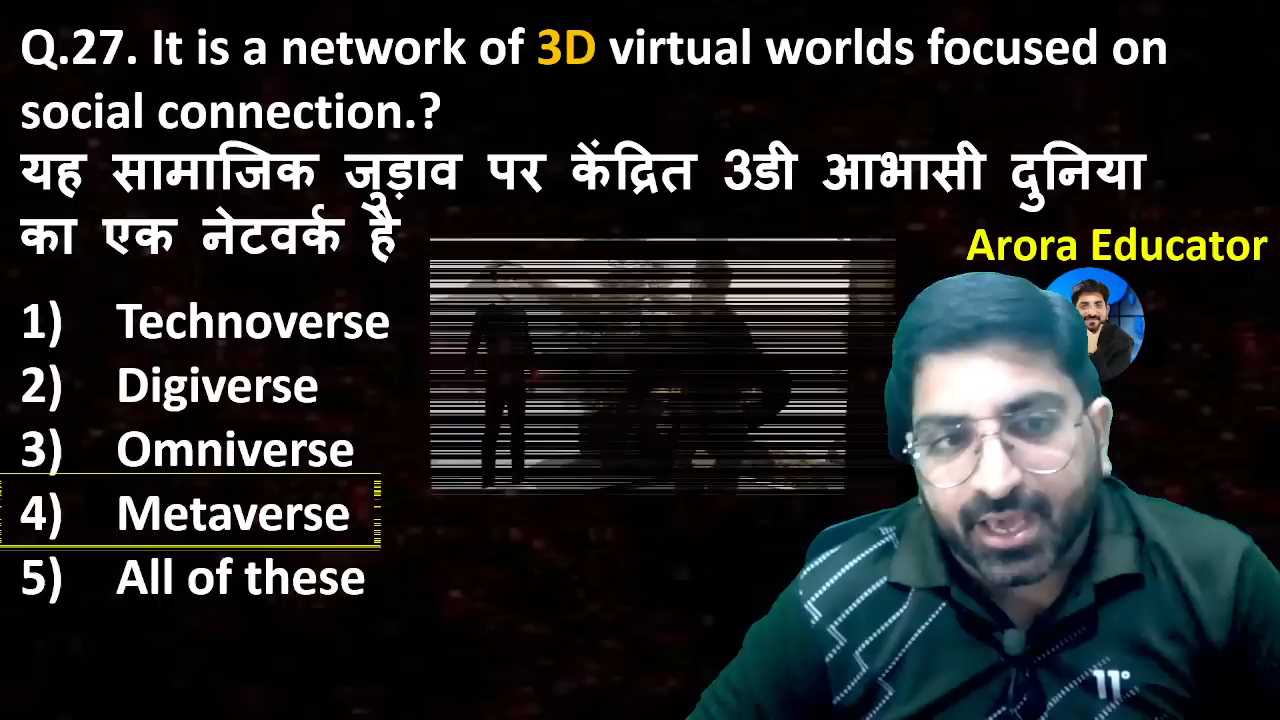 Q.27. It is a network of 3D virtual worlds focused on
social connection.?
यह सामाजिक जुड़ाव पर केंद्रित 3डी आभासी दुनिया
का एक नेटवर्क है
Arora Educator
1) Technoverse
2) Digiverse
3) Omniverse
4) Metaverse
5) All of these
11°